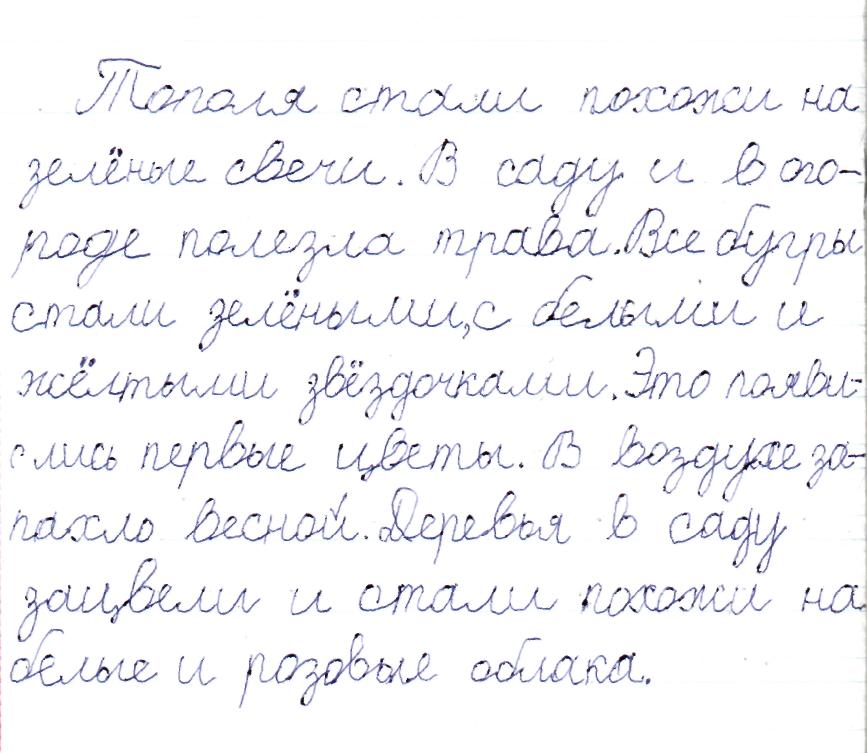 Тополя стали похожи на
зелёные свечи. В саду и в ого-
роде полезла трава. Все бугры
стали зелёными, с белыми и
жёлтыми звёздочками. Это появи-
лись первые цветы. В воздухе за-
пахло весной. Деревья в саду
зацвели и стали похожи на
белые и розовые облака.